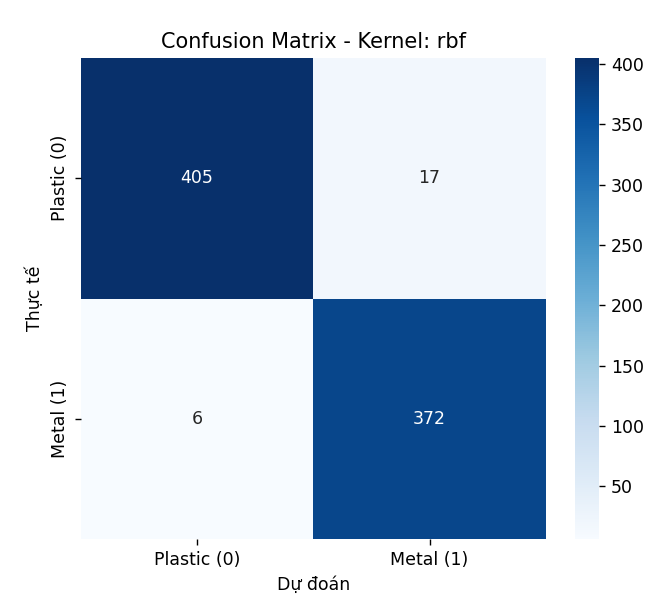 Confusion Matrix - Kernel: rbf
Thực tế
Plastic (0)
405
17
Metal (1)
6
372
Plastic (0)
Metal (1)
Dự đoán
400
350
300
250
200
150
100
50